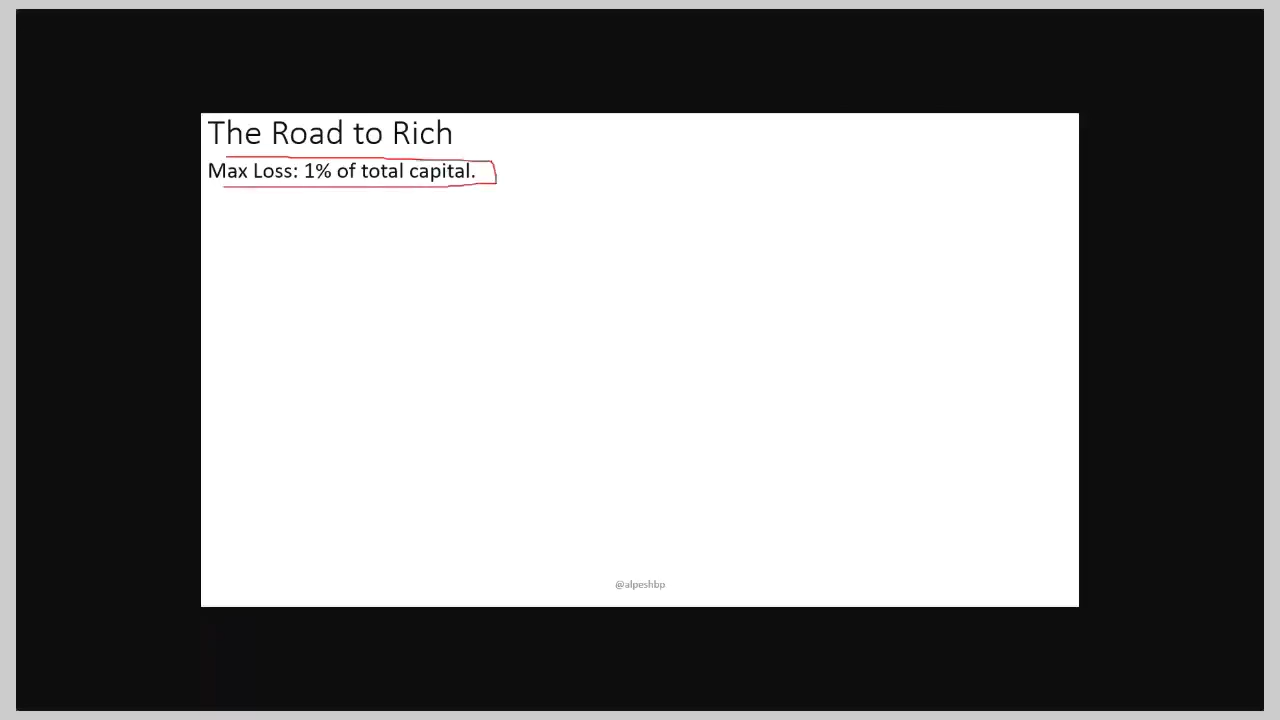 The Road to Rich
Max Loss: 1% of total capital.
@alpeshbp